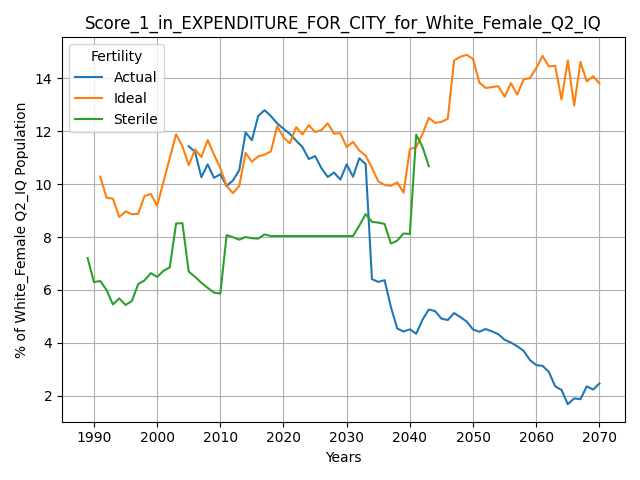 Score_1_in_EXPENDITURE_FOR_CITY_for_White_Female_Q2_IQ
Fertility
Actual
Ideal
Sterile
% of White_Female Q2_IQ Population
14
12
10
8
6
4
2
1990 2000 2010 2020 2030 2040 2050 2060 2070
Years